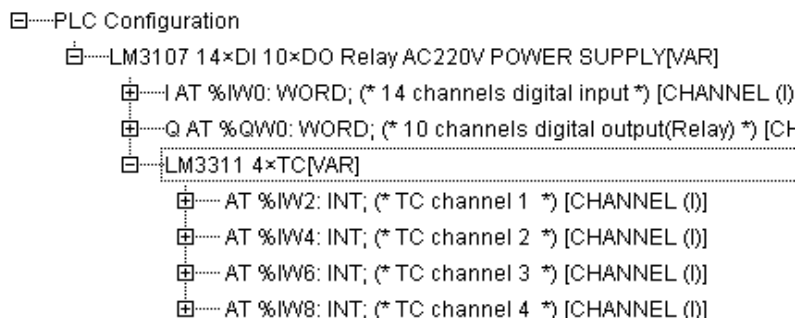 PLC Configuration
LM3107 14×DI 10×DO Relay AC220V POWER SUPPLY[VAR]
I AT %IW0: WORD; (* 14 channels digital input *) [CHANNEL (I)
Q AT %QW0: WORD; (* 10 channels digital output(Relay) *) [CH
LM3311 4×TC[VAR]
AT %IW2: INT; (* TC channel 1 *) [CHANNEL (I)]
AT %IW4: INT; (* TC channel 2 *) [CHANNEL (I)]
AT %IW6: INT; (* TC channel 3 *) [CHANNEL (I)]
AT %IW8: INT; (* TC channel 4 *) [CHANNEL (I)]